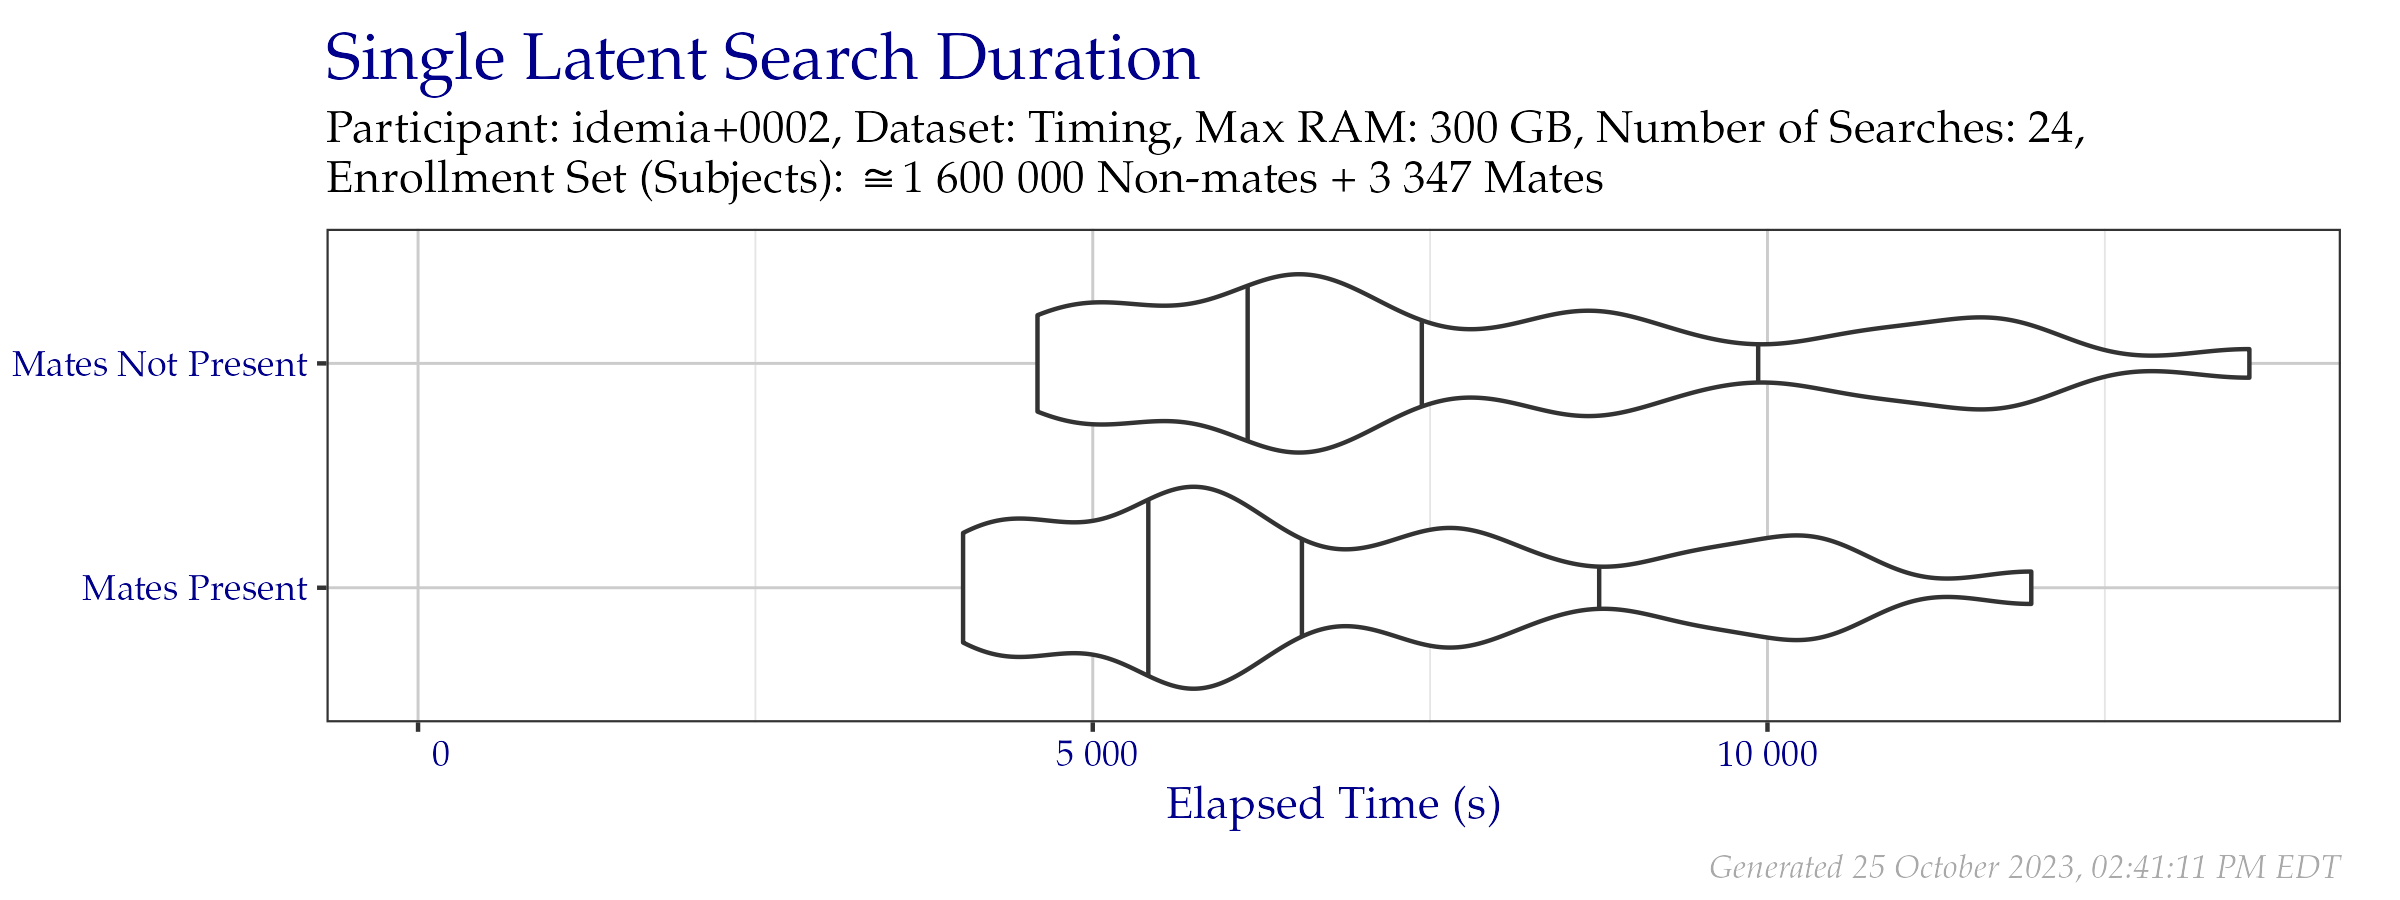 Single Latent Search Duration
Participant: idemia+0002, Dataset: Timing, Max RAM: 300 GB, Number of Searches: 24,
Enrollment Set (Subjects): ≅ 1 600 000 Non-mates + 3 347 Mates
Mates Not Present
Mates Present
0 5 000 10 000
Elapsed Time (s)
Generated 25 October 2023, 02:41:11 PM EDT